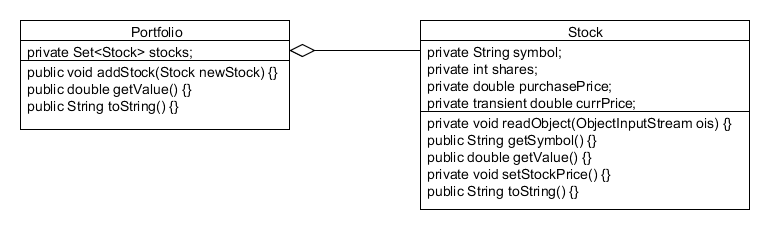 Portfolio
private Set<Stock> stocks;
public void addStock(Stock newStock) {}
public double getValue() {}
public String toString() {}
Stock
private String symbol;
private int shares;
private double purchasePrice;
private transient double currPrice;
private void readObject(ObjectInputStream ois) {}
public String getSymbol() {}
public double getValue() {}
private void setStockPrice() {}
public String toString() {}